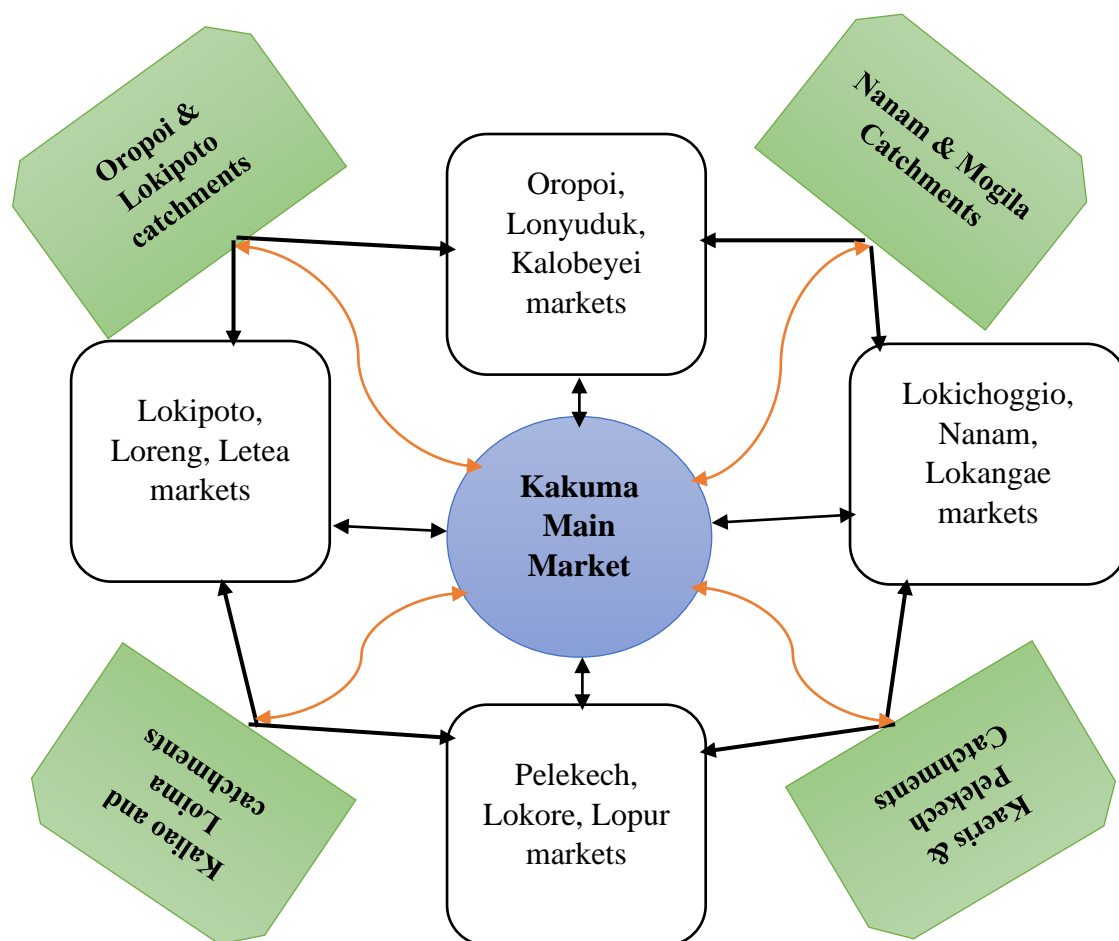 Oropoi &
Lokipoto
catchments
Nanam & Mogila
Catchments
Oropoi,
Lonyuduk,
Kalobeyei
markets
Lokipoto,
Loreng, Letea
markets
Kakuma
Main
Market
Lokichoggio,
Nanam,
Lokangae
markets
Kaliao and
Loima
catchments
Pelekech,
Lokore, Lopur
markets
Kaeris &
Pelekech
Catchments